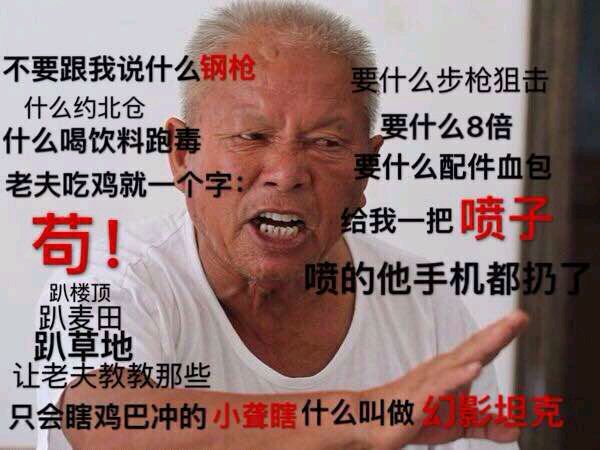 不要跟我说什么钢枪
什么约北仓
什么喝饮料跑毒
老夫吃鸡就一个字：
苟！
趴楼顶
趴麦田
趴草地
让老夫教教那些
只会瞎鸡巴冲的小聋瞎
要什么步枪狙击
要什么8倍
要什么配件血包
给我一把喷子
喷的他手机都扔了
什么叫做幻影坦克